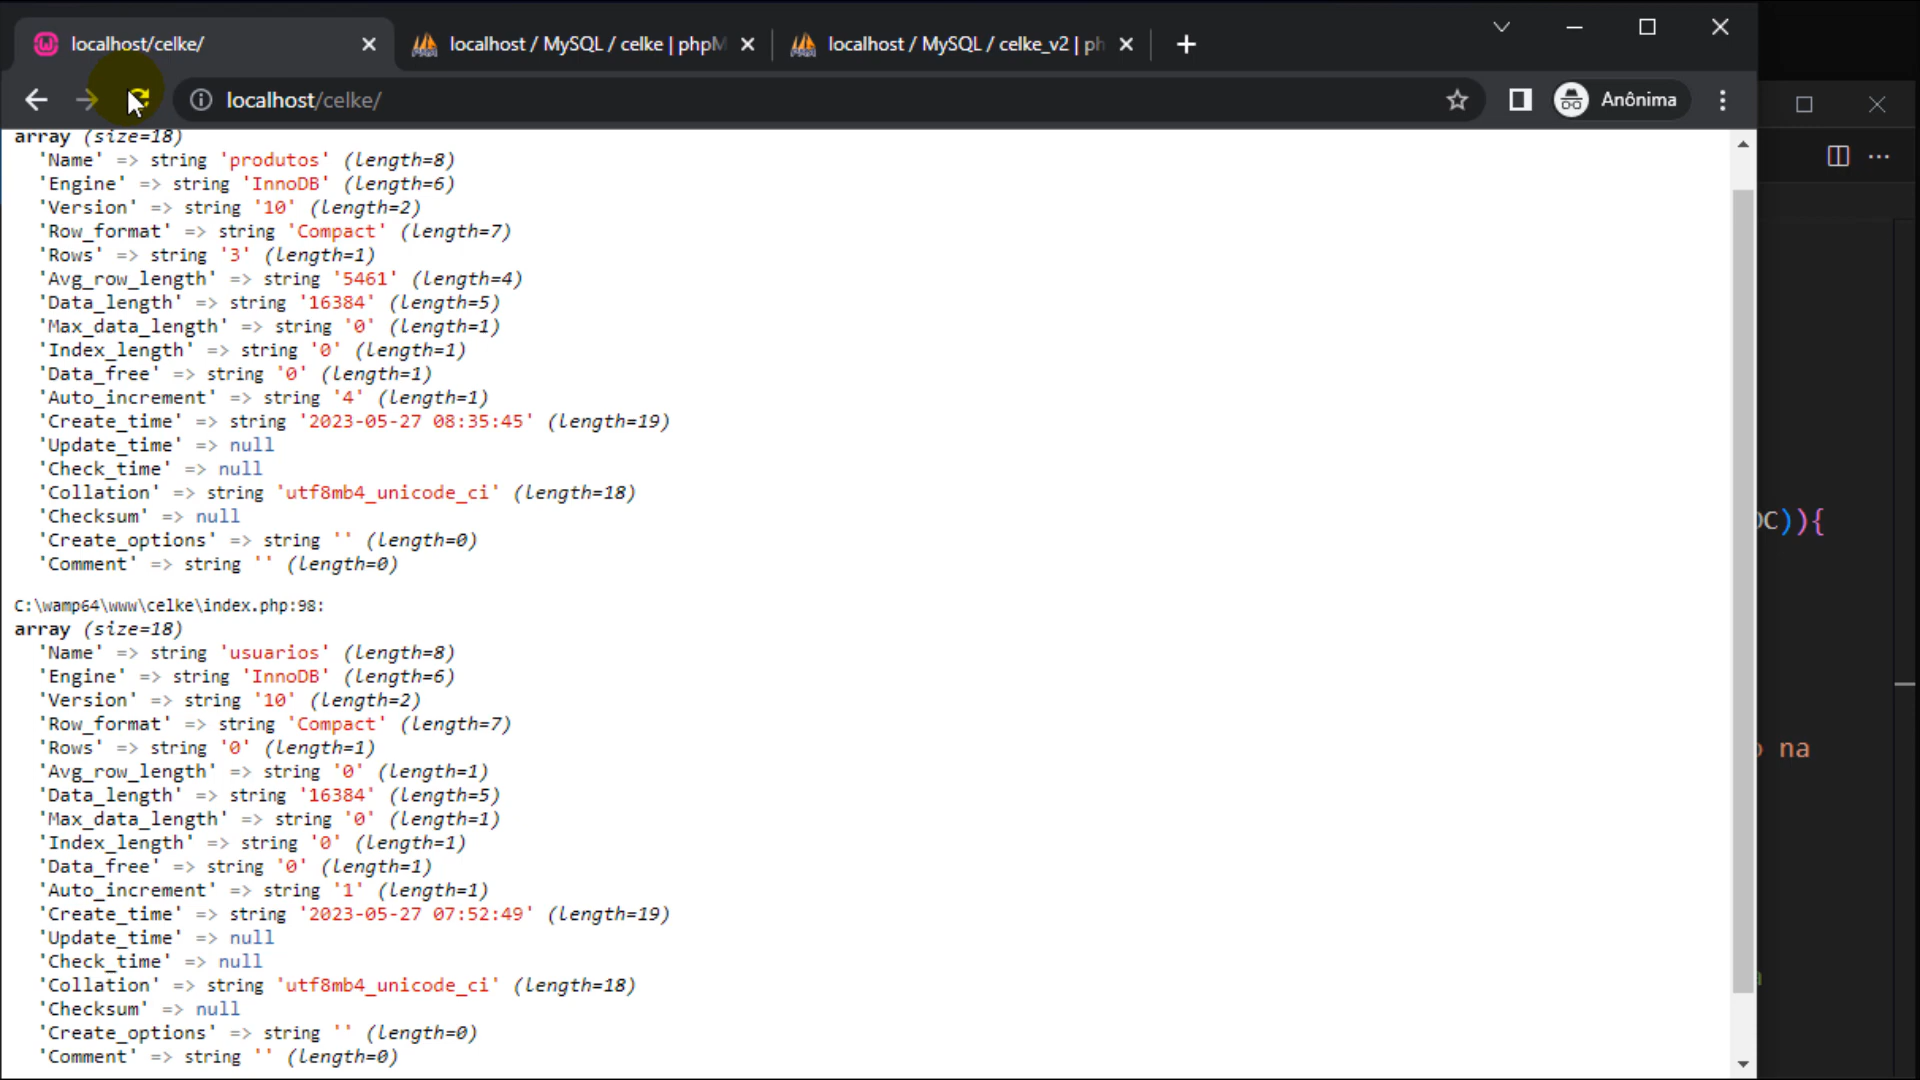 localhost/celke/
localhost / MySQL / celke | phpM
localhost / MySQL / celke_v2 | ph
localhost/celke/
Anônima
array (size=18)
'Name' => string 'produtos' (length=8)
'Engine' => string 'InnoDB' (length=6)
'Version' => string '10' (length=2)
'Row_format' => string 'Compact' (length=7)
'Rows' => string '3' (length=1)
'Avg_row_length' => string '5461' (length=4)
'Data_length' => string '16384' (length=5)
'Max_data_length' => string '0' (length=1)
'Index_length' => string '0' (length=1)
'Data_free' => string '0' (length=1)
'Auto_increment' => string '4' (length=1)
'Create_time' => string '2023-05-27 08:35:45' (length=19)
'Update_time' => null
'Check_time' => null
'Collation' => string 'utf8mb4_unicode_ci' (length=18)
'Checksum' => null
'Create_options' => string '' (length=0)
'Comment' => string '' (length=0)
C:\wamp64\www\celke\index.php:98:
array (size=18)
'Name' => string 'usuarios' (length=8)
'Engine' => string 'InnoDB' (length=6)
'Version' => string '10' (length=2)
'Row_format' => string 'Compact' (length=7)
'Rows' => string '0' (length=1)
'Avg_row_length' => string '0' (length=1)
'Data_length' => string '16384' (length=5)
'Max_data_length' => string '0' (length=1)
'Index_length' => string '0' (length=1)
'Data_free' => string '0' (length=1)
'Auto_increment' => string '1' (length=1)
'Create_time' => string '2023-05-27 07:52:49' (length=19)
'Update_time' => null
'Check_time' => null
'Collation' => string 'utf8mb4_unicode_ci' (length=18)
'Checksum' => null
'Create_options' => string '' (length=0)
'Comment' => string '' (length=0)
C)){
na